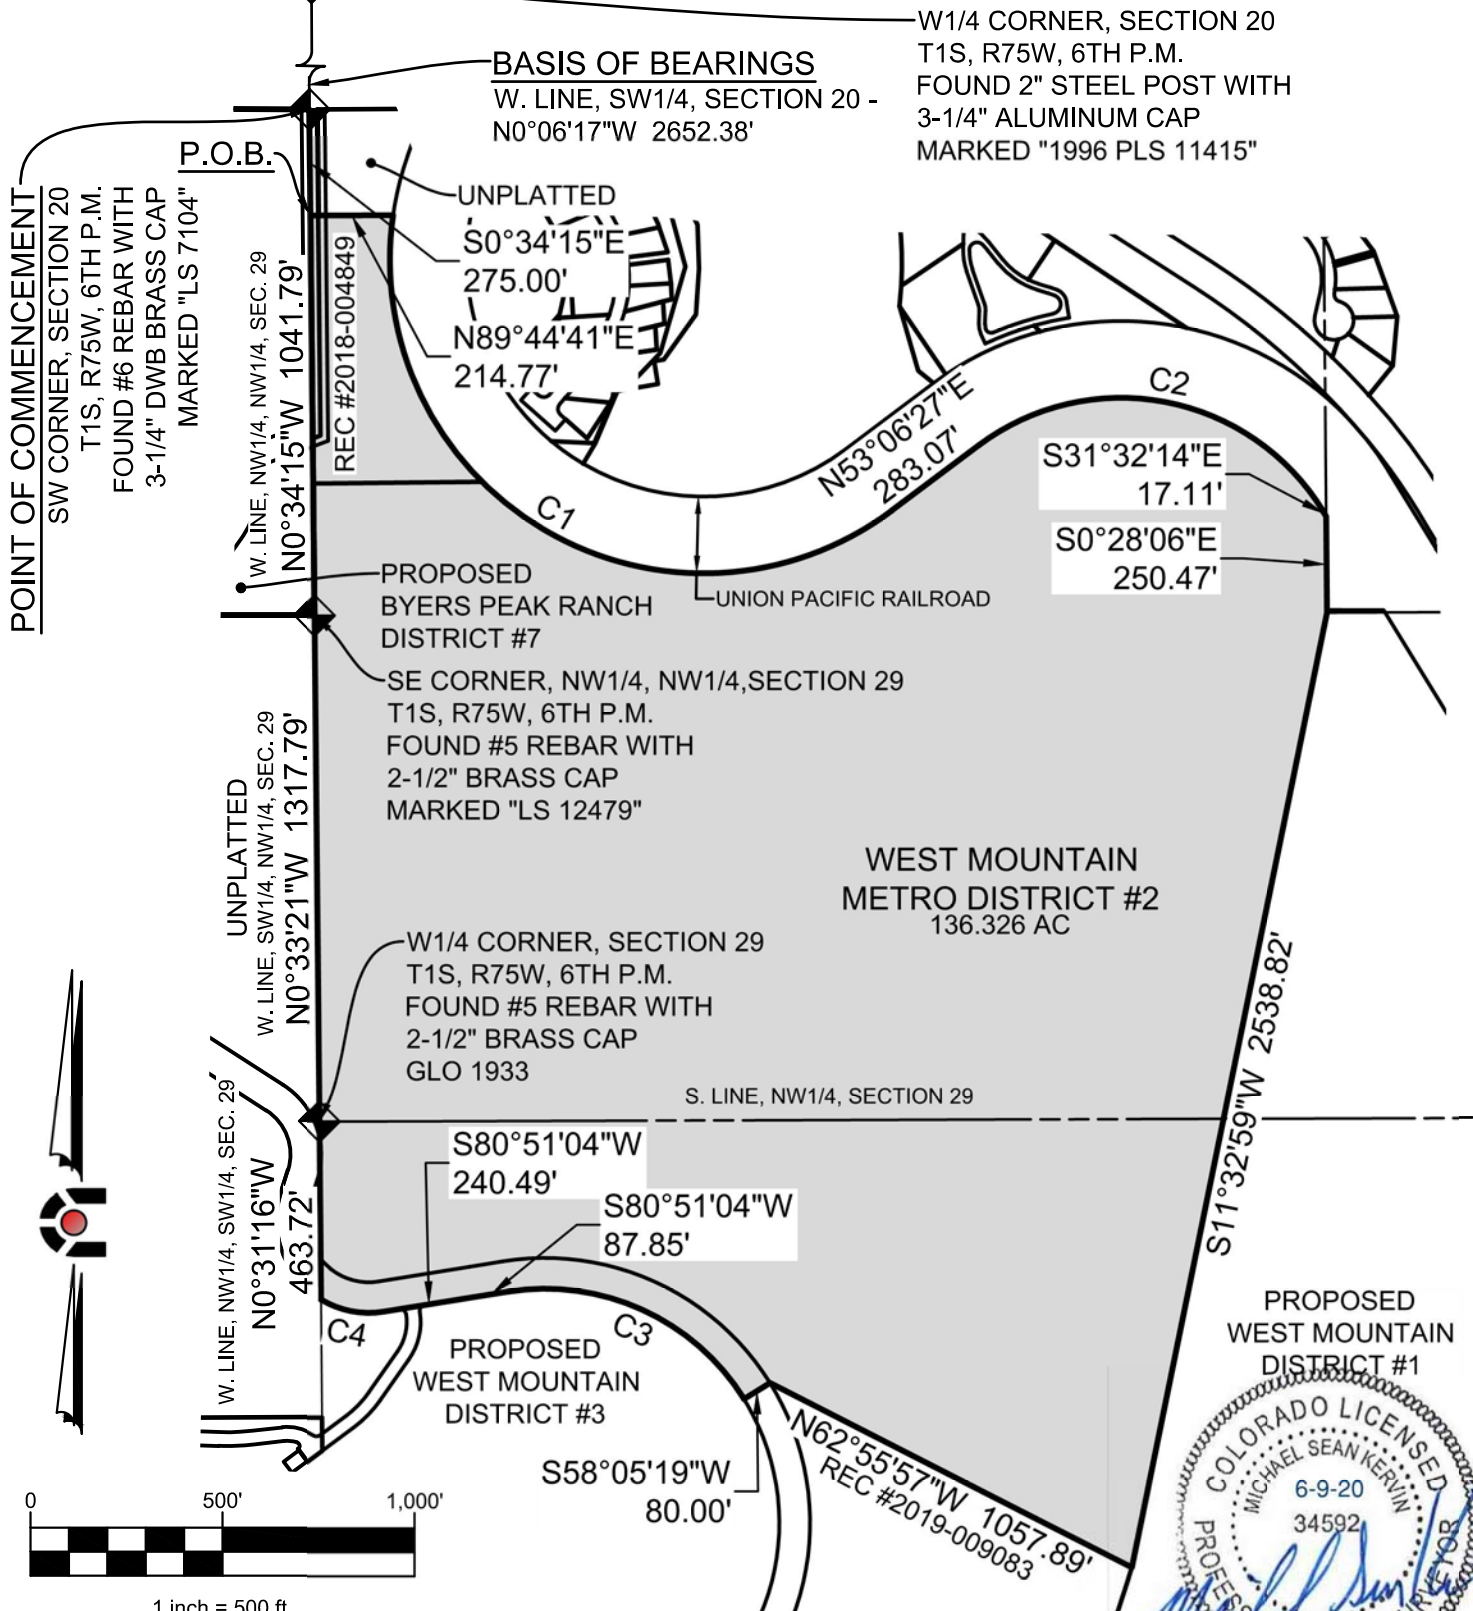 W1/4 CORNER, SECTION 20
T1S, R75W, 6TH P.M.
FOUND 2" STEEL POST WITH
3-1/4" ALUMINUM CAP
MARKED "1996 PLS 11415"
BASIS OF BEARINGS
W. LINE, SW1/4, SECTION 20 -
N0°06'17"W 2652.38'
P.O.B.
POINT OF COMMENCEMENT
SW CORNER, SECTION 20
T1S, R75W, 6TH P.M.
FOUND #6 REBAR WITH
3-1/4" DWB BRASS CAP
MARKED "LS 7104"
UNPLATTED
S0°34'15"E
275.00'
N89°44'41"E
214.77'
W. LINE, NW1/4, NW1/4, SEC. 29
N0°34'15"W 1041.79'
REC #2018-004849
C1
N53°06'27"E
283.07'
C2
S31°32'14"E
17.11'
S0°28'06"E
250.47'
UNION PACIFIC RAILROAD
PROPOSED
BYERS PEAK RANCH
DISTRICT #7
SE CORNER, NW1/4, NW1/4,SECTION 29
T1S, R75W, 6TH P.M.
FOUND #5 REBAR WITH
2-1/2" BRASS CAP
MARKED "LS 12479"
UNPLATTED
W. LINE, SW1/4, NW1/4, SEC. 29
N0°33'21"W 1317.79'
WEST MOUNTAIN
METRO DISTRICT #2
136.326 AC
W1/4 CORNER, SECTION 29
T1S, R75W, 6TH P.M.
FOUND #5 REBAR WITH
2-1/2" BRASS CAP
GLO 1933
S. LINE, NW1/4, SECTION 29
S11°32'59"W 2538.82'
W. LINE, NW1/4, SW1/4, SEC. 29
N0°31'16"W
463.72'
S80°51'04"W
240.49'
S80°51'04"W
87.85'
C4
C3
PROPOSED
WEST MOUNTAIN
DISTRICT #3
PROPOSED
WEST MOUNTAIN
DISTRICT #1
S58°05'19"W
80.00'
N62°55'57"W 1057.89'
REC #2019-009083
COLORADO LICENSED
MICHAEL SEAN KERVIN
6-9-20
34592
0 500' 1,000'
1 inch = 500 ft.